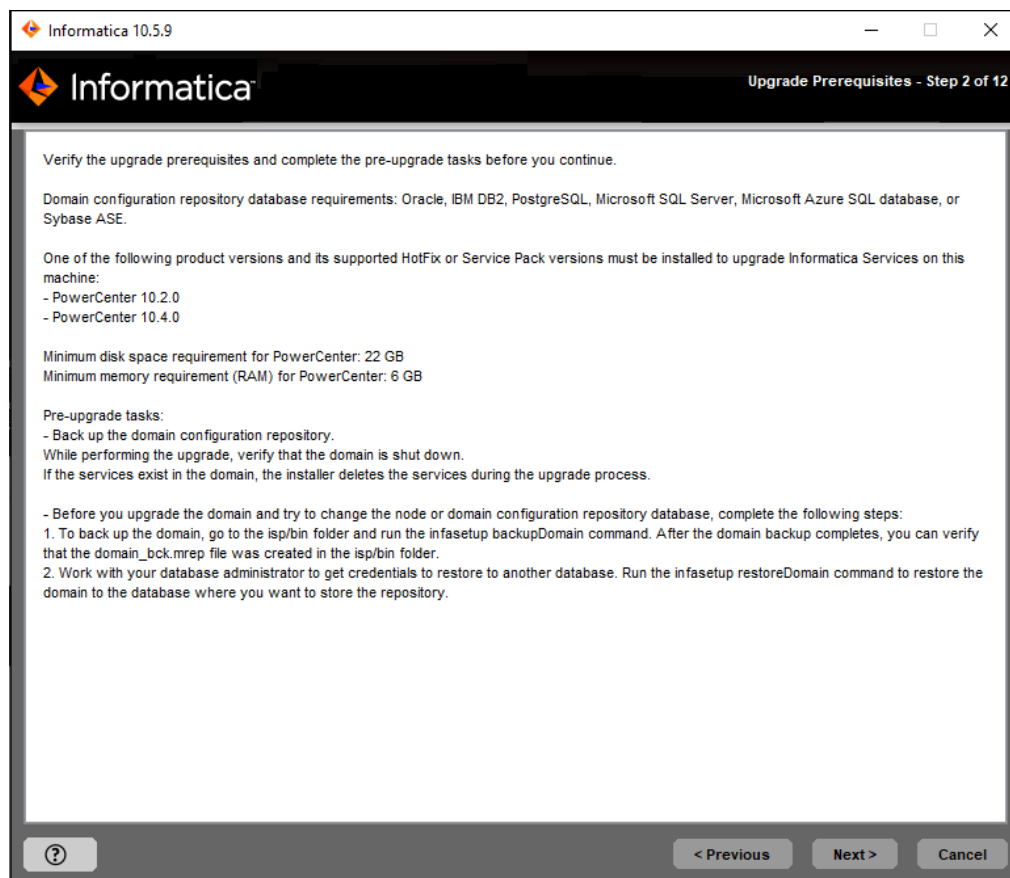 Informatica 10.5.9
Informatica
Upgrade Prerequisites - Step 2 of 12
Verify the upgrade prerequisites and complete the pre-upgrade tasks before you continue.
Domain configuration repository database requirements: Oracle, IBM DB2, PostgreSQL, Microsoft SQL Server, Microsoft Azure SQL database, or
Sybase ASE.
One of the following product versions and its supported HotFix or Service Pack versions must be installed to upgrade Informatica Services on this
machine:
- PowerCenter 10.2.0
- PowerCenter 10.4.0
Minimum disk space requirement for PowerCenter: 22 GB
Minimum memory requirement (RAM) for PowerCenter: 6 GB
Pre-upgrade tasks:
- Back up the domain configuration repository.
While performing the upgrade, verify that the domain is shut down.
If the services exist in the domain, the installer deletes the services during the upgrade process.
- Before you upgrade the domain and try to change the node or domain configuration repository database, complete the following steps:
1. To back up the domain, go to the isp/bin folder and run the infasetup backupDomain command. After the domain backup completes, you can verify
that the domain_bck.mrep file was created in the isp/bin folder.
2. Work with your database administrator to get credentials to restore to another database. Run the infasetup restoreDomain command to restore the
domain to the database where you want to store the repository.
?
< Previous
Next >
Cancel